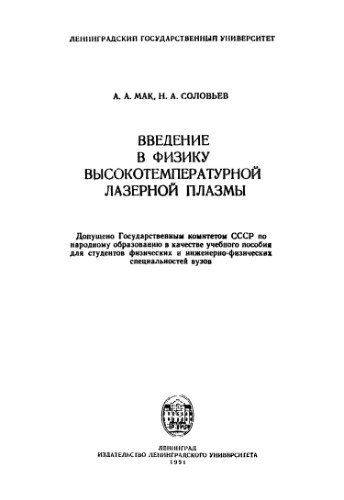 ЛЕНИНГРАДСКИЙ ГОСУДАРСТВЕННЫЙ УНИВЕРСИТЕТ
А. А. МАК, Н. А. СОЛОВЬЕВ
ВВЕДЕНИЕ
В ФИЗИКУ
ВЫСОКОТЕМПЕРАТУРНОЙ
ЛАЗЕРНОЙ ПЛАЗМЫ
Допущено Государственным комитетом СССР по
народному образованию в качестве учебного пособия
для студентов физических и инженерно-физических
специальностей вузов
ЛЕНИНГРАД
ИЗДАТЕЛЬСТВО ЛЕНИНГРАДСКОГО УНИВЕРСИТЕТА
1991